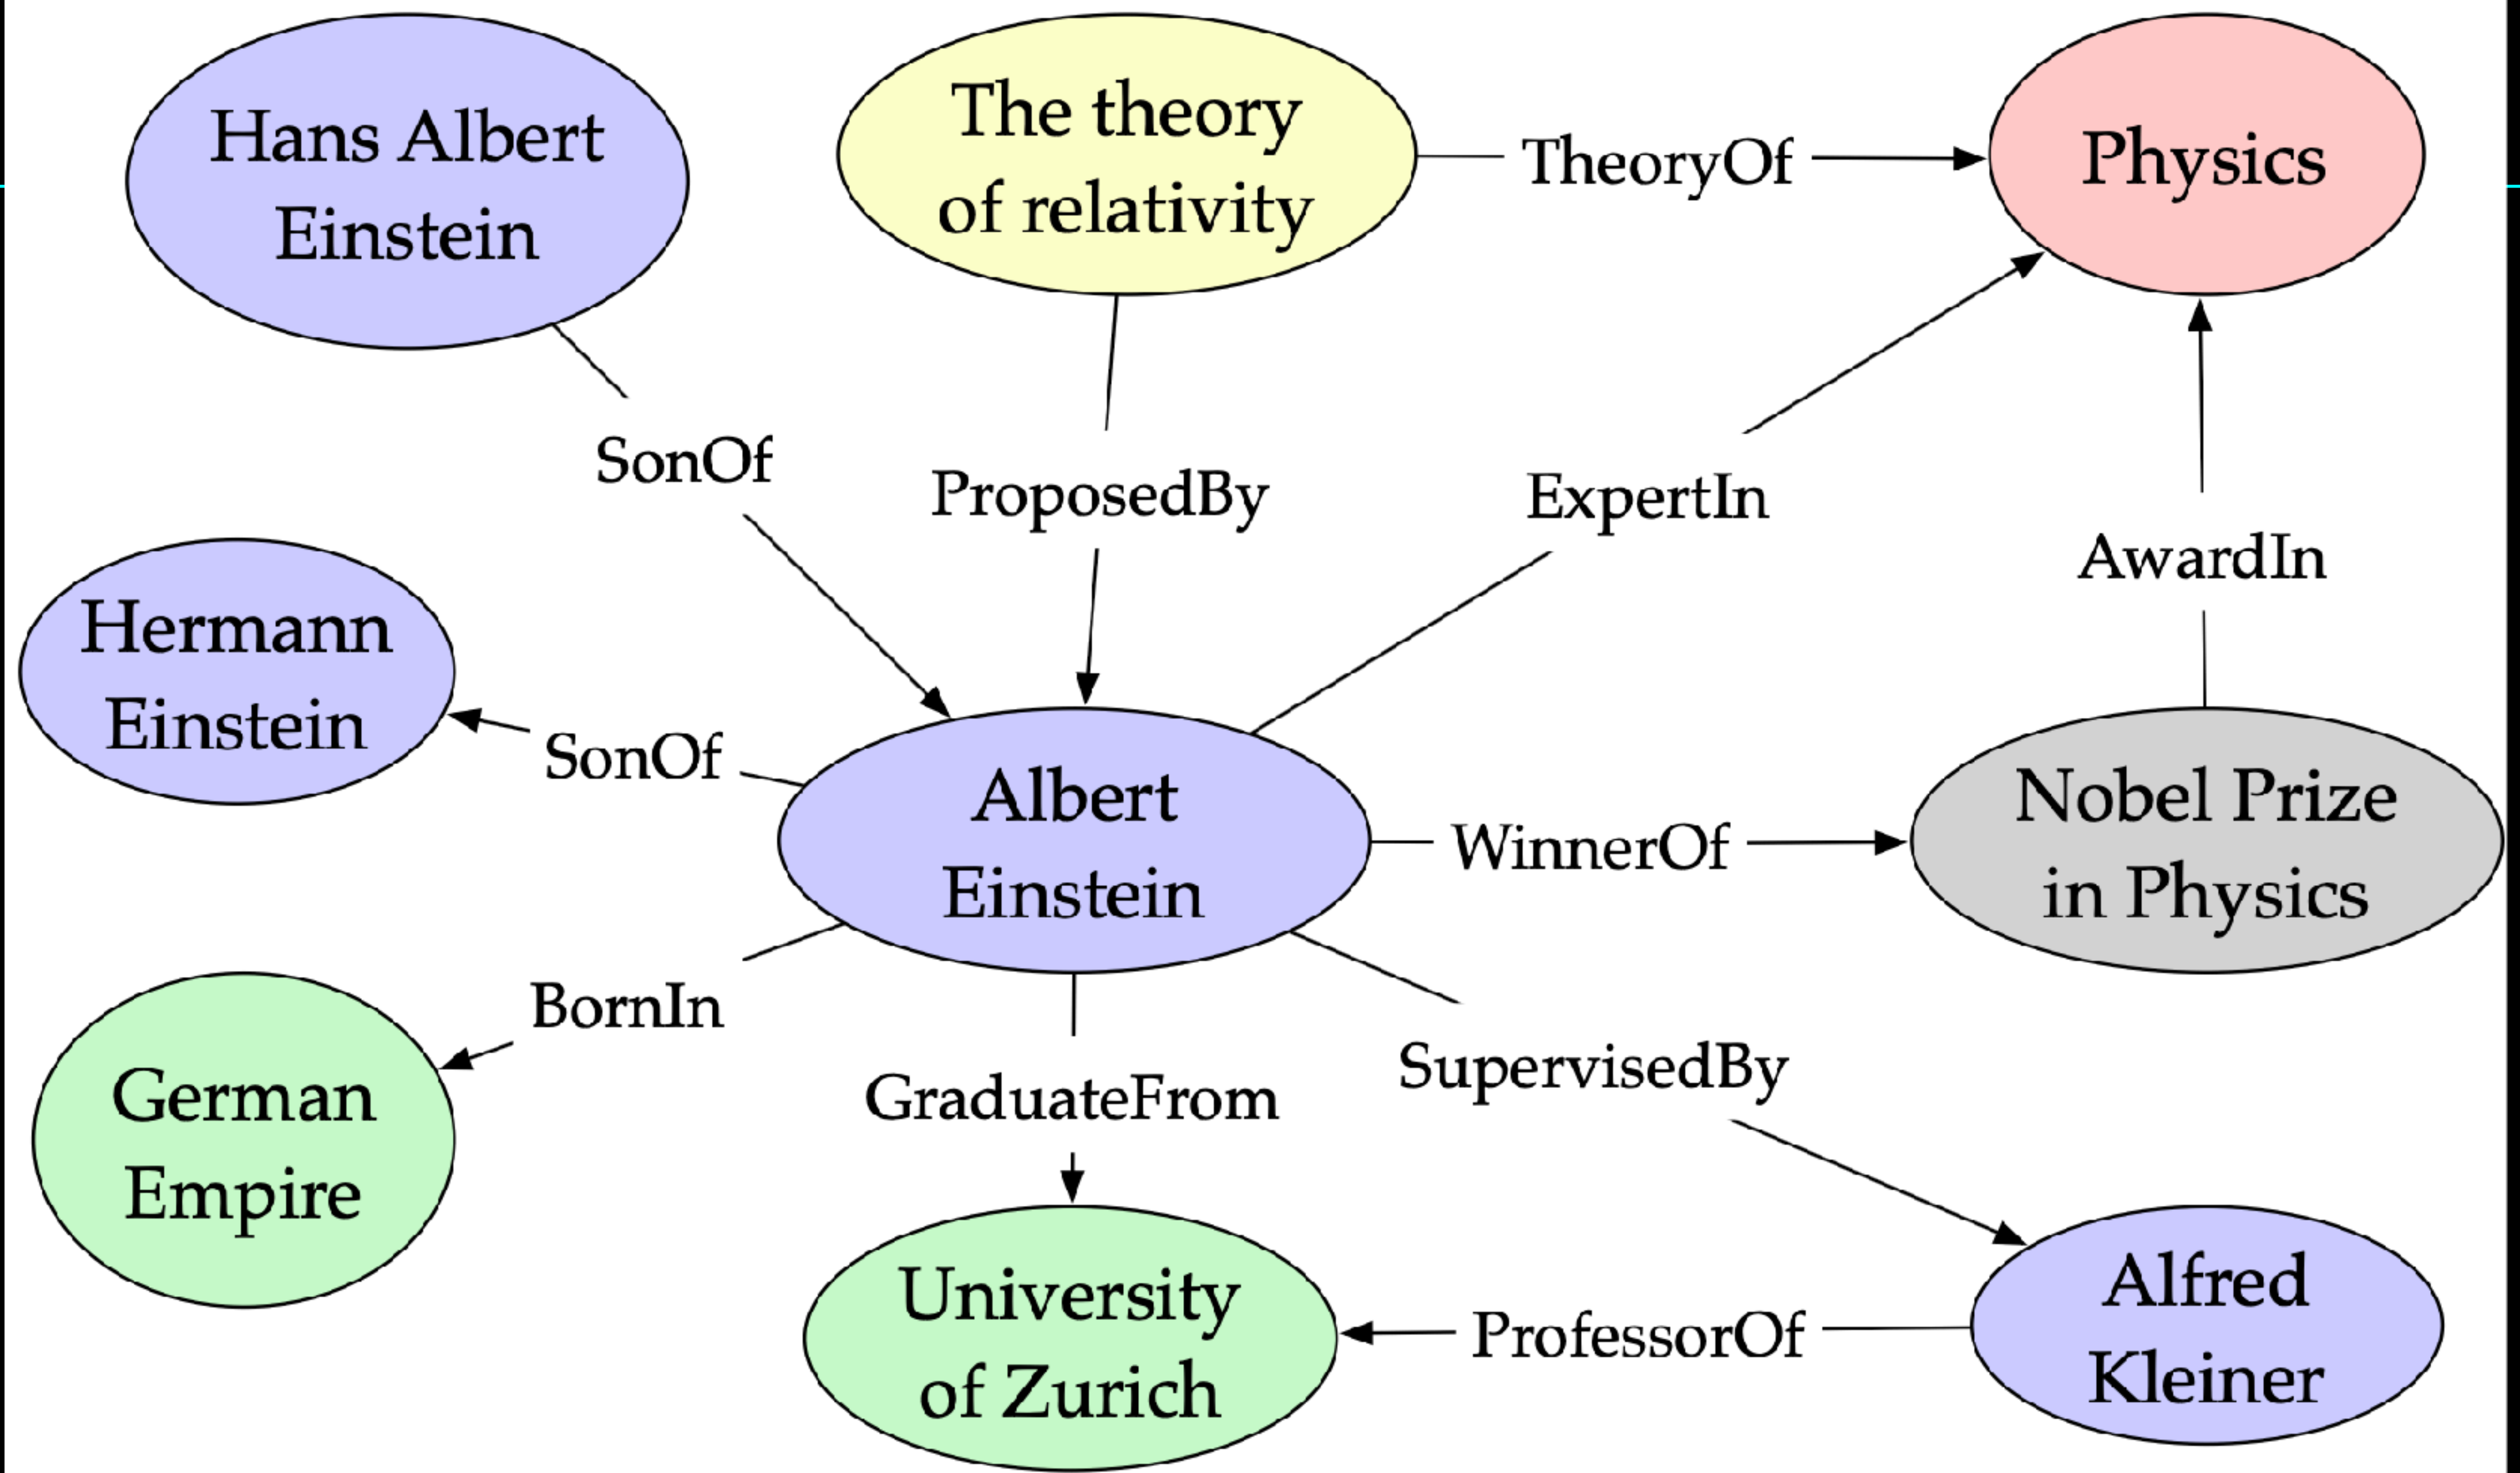 Hans Albert
Einstein
The theory
of relativity
TheoryOf
Physics
SonOf
ProposedBy
ExpertIn
AwardIn
Hermann
Einstein
SonOf
Albert
Einstein
WinnerOf
Nobel Prize
in Physics
BornIn
German
Empire
GraduateFrom
SupervisedBy
University
of Zurich
ProfessorOf
Alfred
Kleiner